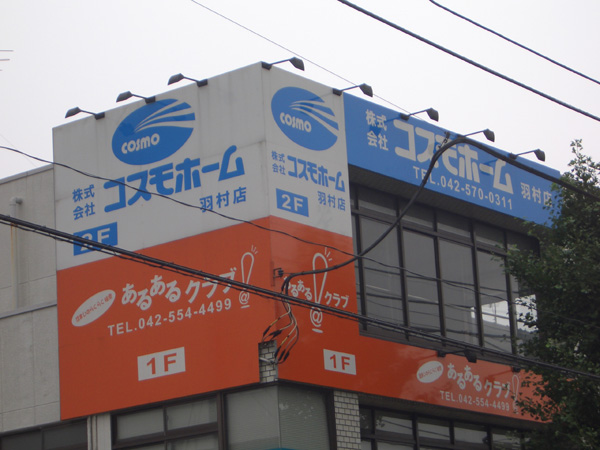 COSMO
株式
会社 コスモホーム
羽村店
2F
あるあるクラブ!@
TEL.042-554-4499
1F
COSMO
株式
会社 コスモホーム
羽村店
2F
あるある!@クラブ
1F
株式
会社 コスモホーム 羽村店
TEL.042-570-0311
あるあるクラブ!
TEL.042-554-4499